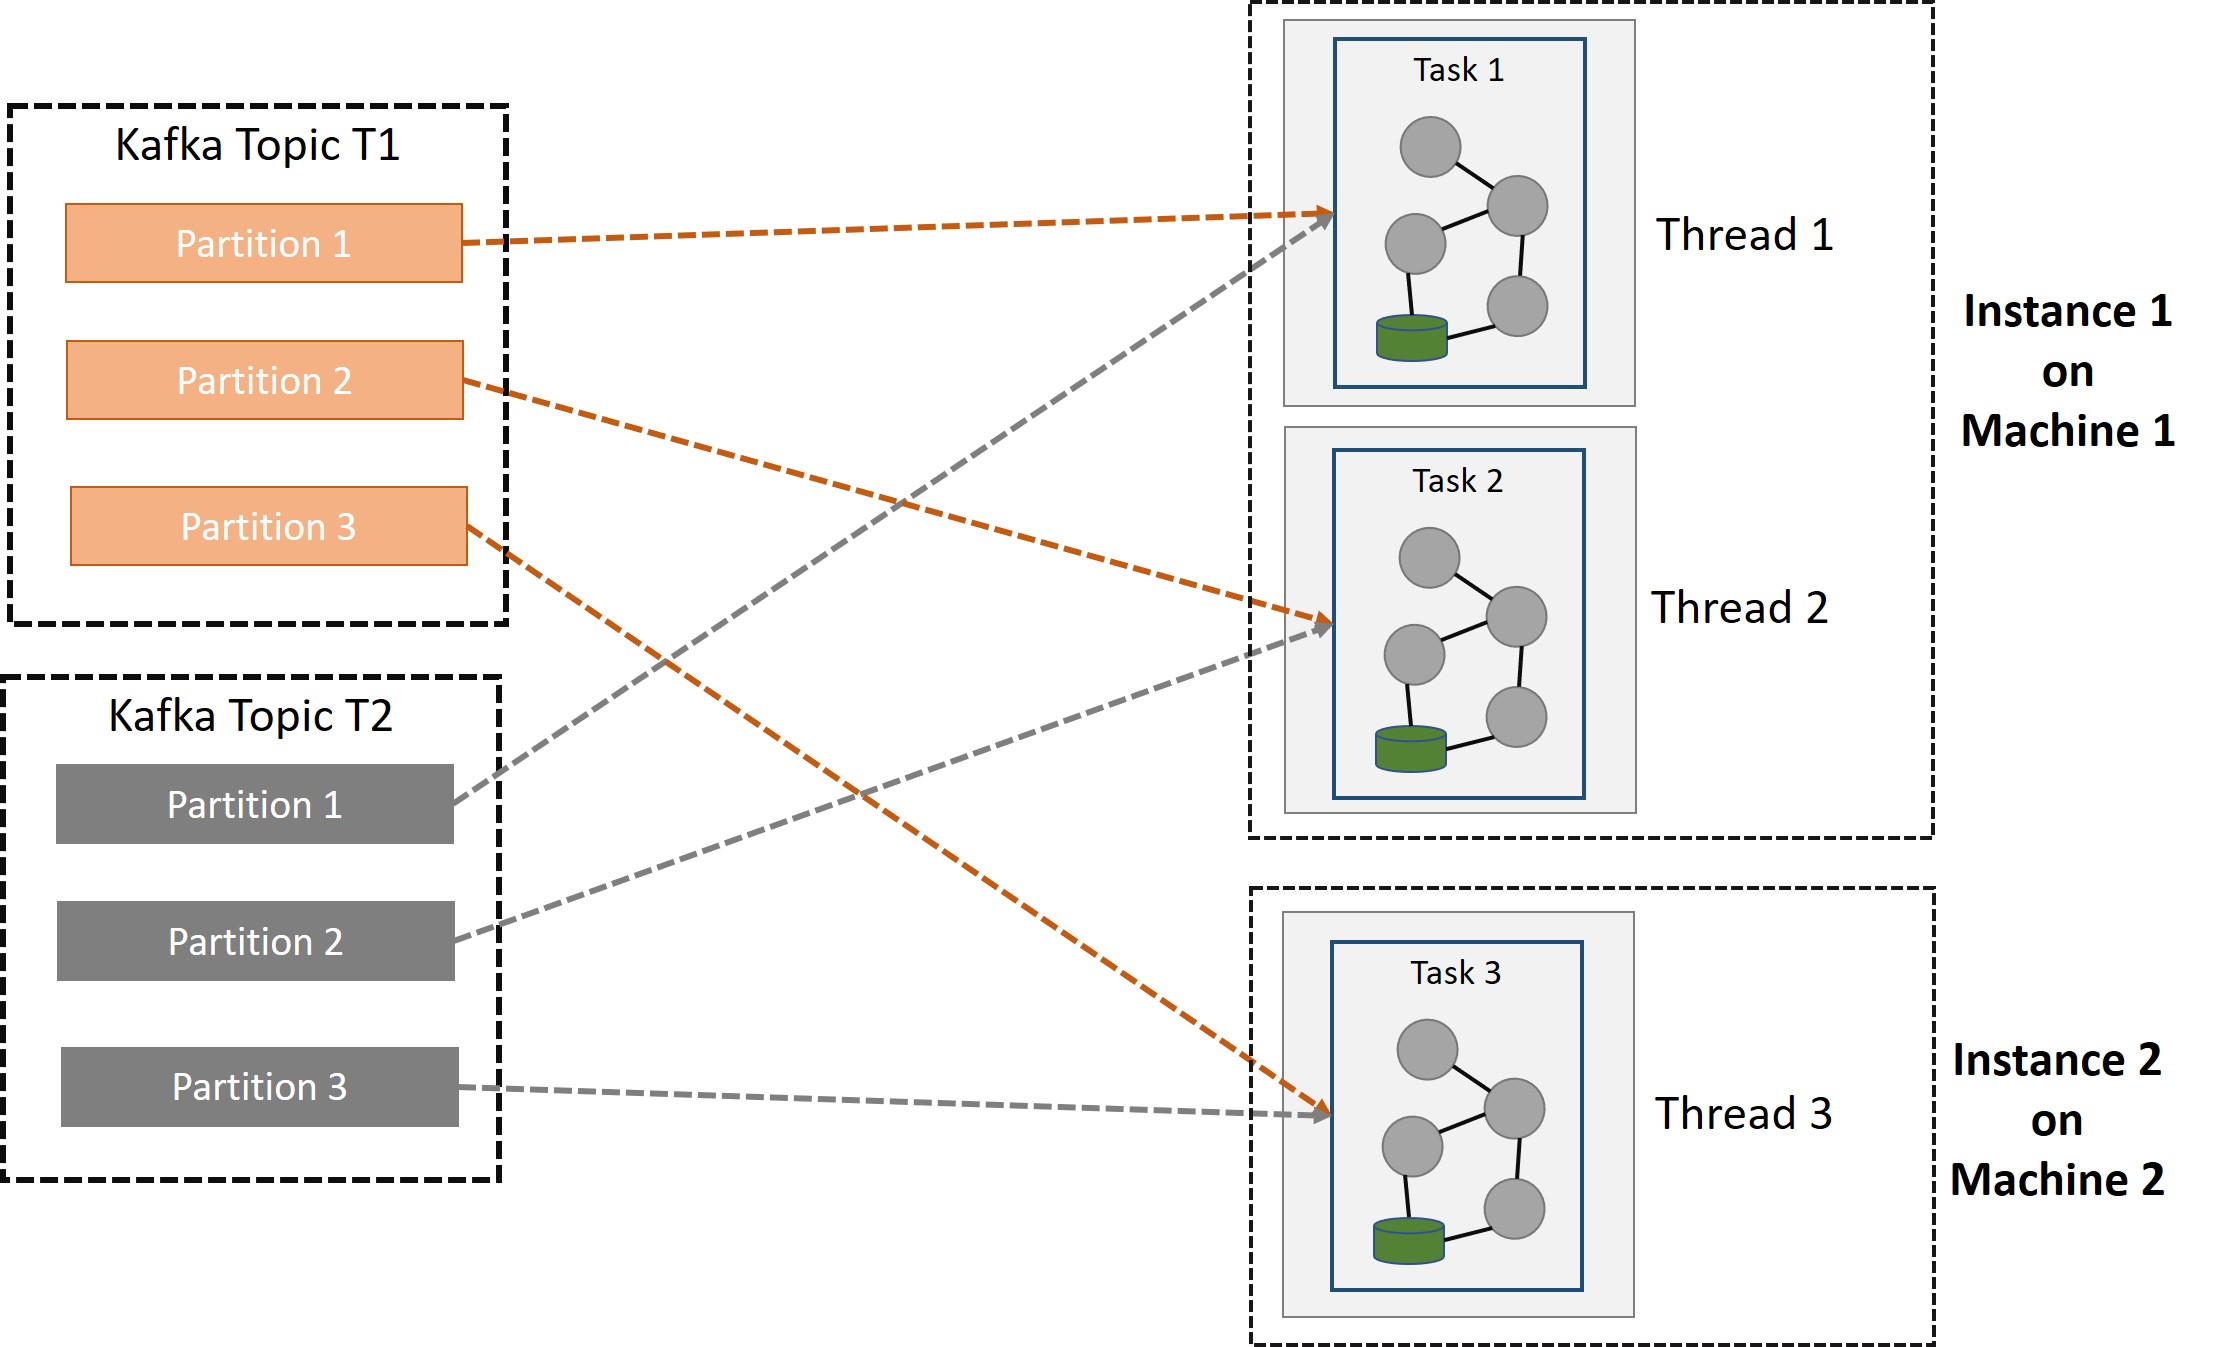 Kafka Topic T1
Partition 1
Partition 2
Partition 3
Kafka Topic T2
Partition 1
Partition 2
Partition 3
Task 1
Thread 1
Task 2
Thread 2
Instance 1
on
Machine 1
Task 3
Thread 3
Instance 2
on
Machine 2